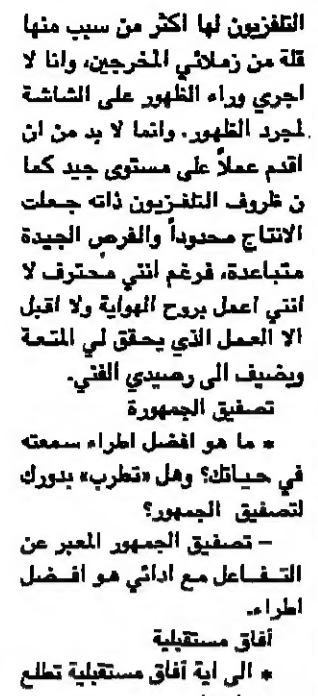 التلفزيون لها اكثر من سبب منها
قلة من زملائي المخرجين، وانا لا
اجري وراء الظهور على الشاشة
لمجرد الظهور. وانما لا بد من ان
اقدم عملاً على مستوى جيد كما
ن ظروف التلفزيون ذاته جعلت
الانتاج محدوداً والفرص الجيدة
متباعدة، فرغم انني محترف لا
انني اعمل بروح الهواية ولا اقبل
الا العمل الذي يحقق لي المتعة
ويضيف الى رصيدي الفني.
تصفيق الجمهورة
* ما هو افضل اطراء سمعته
في حياتك؟ وهل «تطرب» بدورك
لتصفيق الجمهور؟
– تصفيق الجمهور المعبر عن
التفاعل مع ادائي هو افضل
اطراء.
آفاق مستقبلية
* الى اية آفاق مستقبلية تطلع